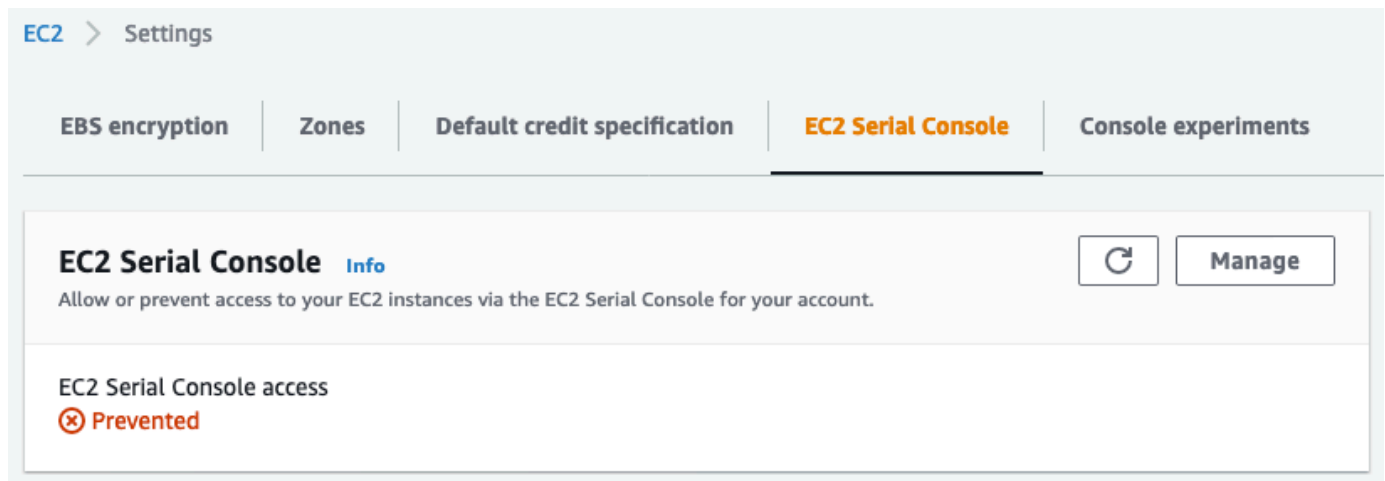 EC2 > Settings
EBS encryption Zones Default credit specification EC2 Serial Console Console experiments
EC2 Serial Console Info
Manage
Allow or prevent access to your EC2 instances via the EC2 Serial Console for your account.
EC2 Serial Console access
Prevented